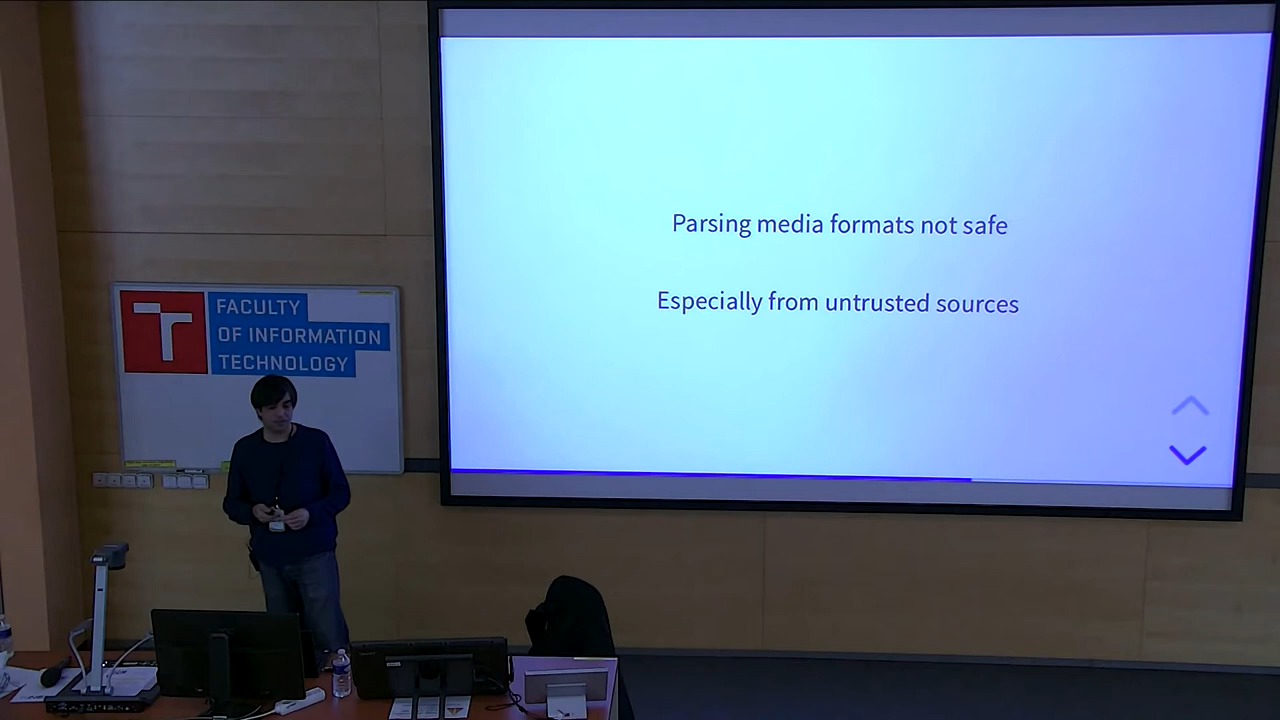 Parsing media formats not safe
Especially from untrusted sources
FACULTY
OF INFORMATION
TECHNOLOGY